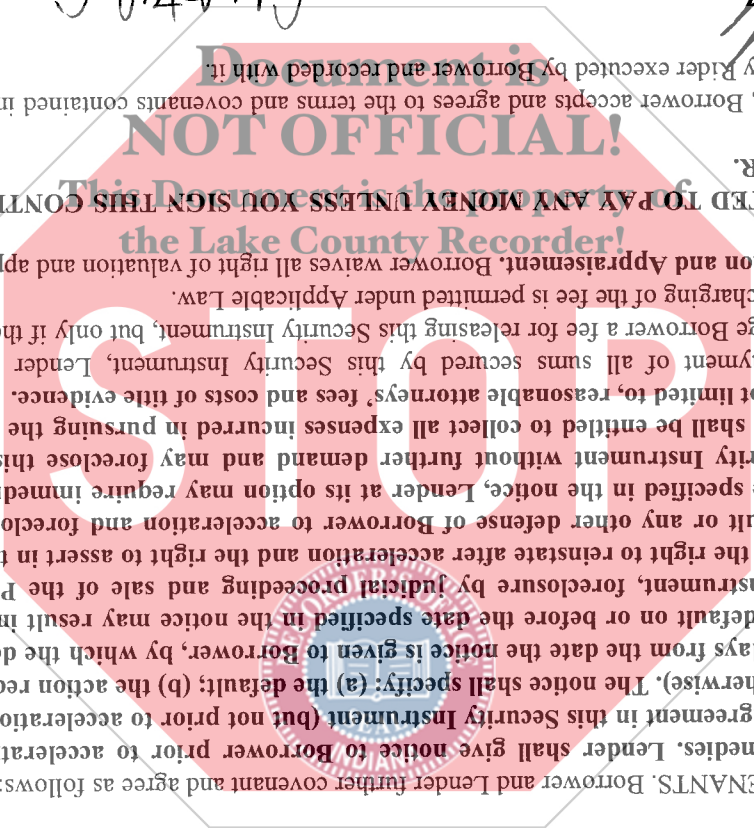 Document is
NOT OFFICIAL!
This Document is the property of
the Lake County Recorder!
STOP
ENANTS. Borrower and Lender further covenant and agree as follows:
medies. Lender shall give notice to Borrower prior to accelerat
greement in this Security Instrument (but not prior to acceleratio
herwise). The notice shall specify: (a) the default; (b) the action
ays from the date the notice is given to Borrower, by which the
default on or before the date specified in the notice may result in
nstrument, foreclosure by judicial proceeding and sale of the
the right to reinstate after acceleration and the right to assert in
ult or any other defense of Borrower to acceleration and foreclo
specified in the notice, Lender at its option may require immedi
rity Instrument without further demand and may foreclose this
shall be entitled to collect all expenses incurred in pursuing the
ot limited to, reasonable attorneys' fees and costs of title evidence.
yment of all sums secured by this Security Instrument, Lender
ge Borrower a fee for releasing this Security Instrument, but only if the
charging of the fee is permitted under Applicable Law.
on and Appraisement. Borrower waives all right of valuation and app
TED TO PAY ANY MONEY UNLESS YOU SIGN THIS CONTR
R.
, Borrower accepts and agrees to the terms and covenants contained in
y Rider executed by Borrower and recorded with it.